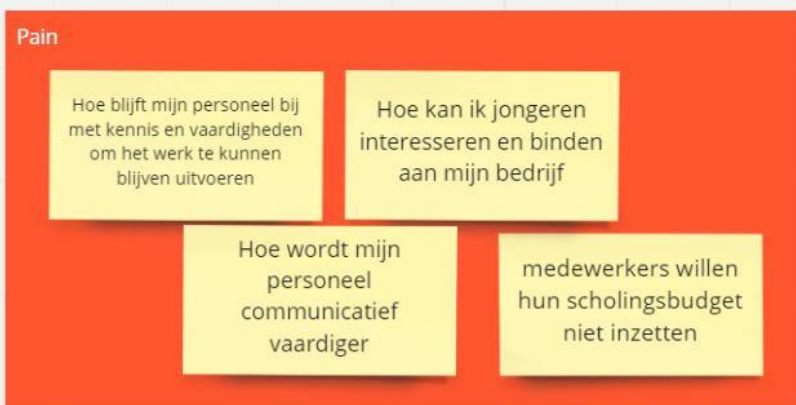 Pain
Hoe blijft mijn personeel bij
met kennis en vaardigheden
om het werk te kunnen
blijven uitvoeren
Hoe kan ik jongeren
interesseren en binden
aan mijn bedrijf
Hoe wordt mijn
personeel
communicatief
vaardiger
medewerkers willen
hun scholingsbudget
niet inzetten